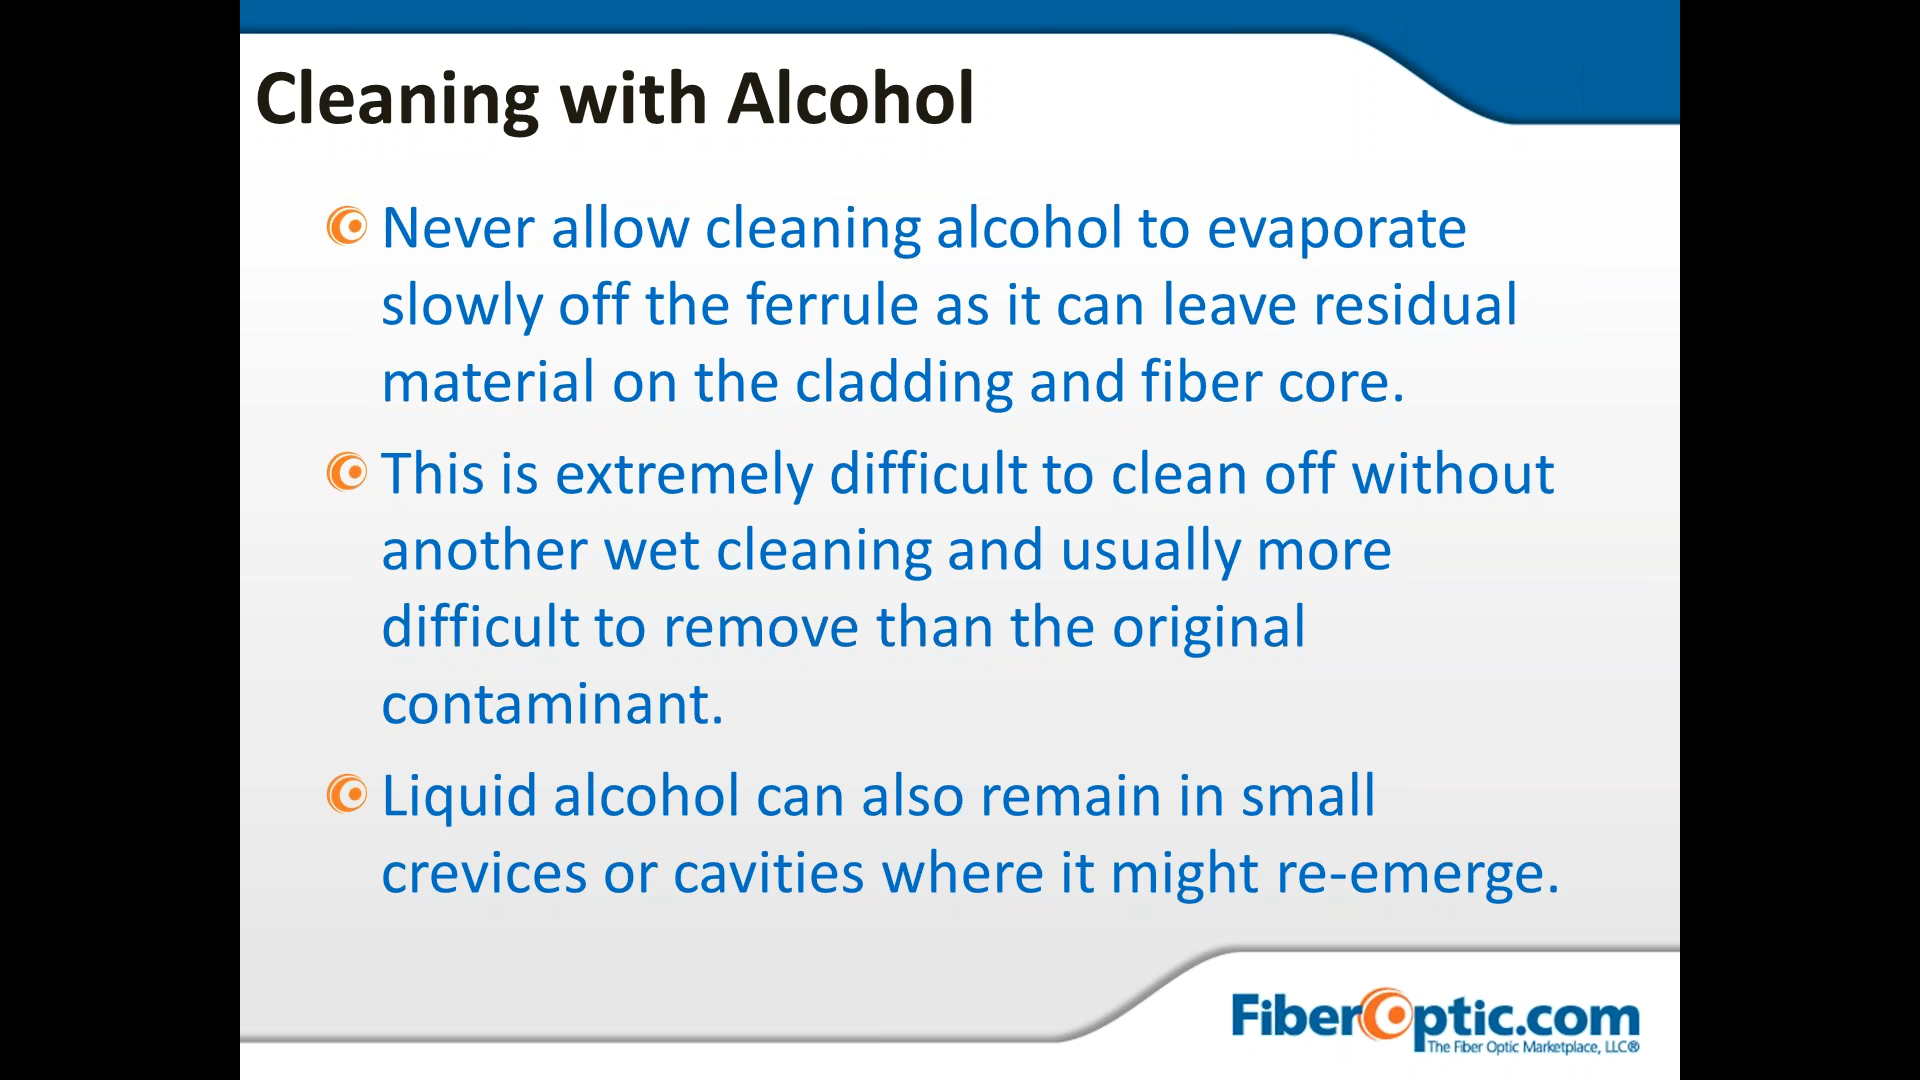 Cleaning with Alcohol
Never allow cleaning alcohol to evaporate
slowly off the ferrule as it can leave residual
material on the cladding and fiber core.
This is extremely difficult to clean off without
another wet cleaning and usually more
difficult to remove than the original
contaminant.
Liquid alcohol can also remain in small
crevices or cavities where it might re-emerge.
FiberOptic.com
The Fiber Optic Marketplace, LLC®